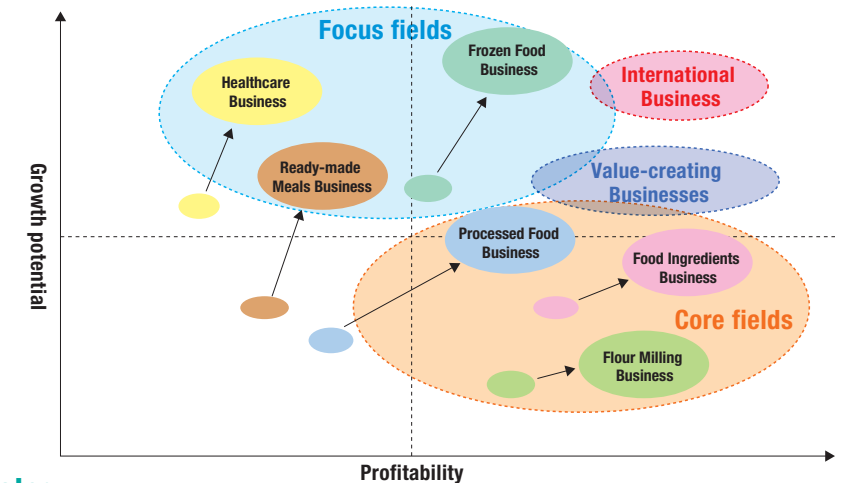 Focus fields
Frozen Food
Business
International
Business
Healthcare
Business
Ready-made
Meals Business
Value-creating
Businesses
Growth potential
Processed Food
Business
Food Ingredients
Business
Core fields
Flour Milling
Business
Profitability